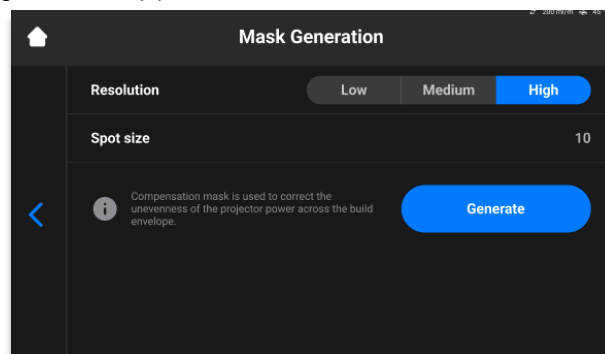 Mask Generation
Resolution
Low
Medium
High
Spot size
10
Compensation mask is used to correct the
unevenness of the projector power across the build
envelope.
Generate